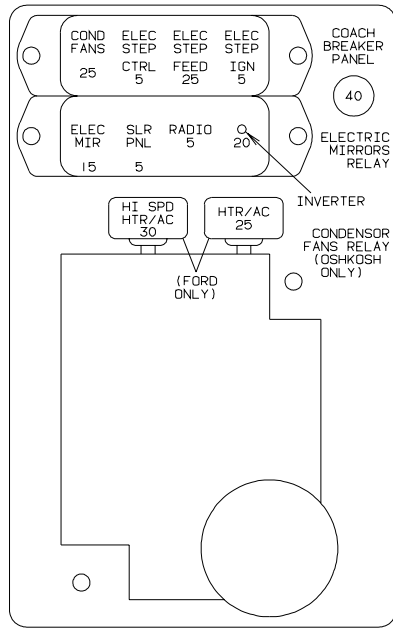 COND ELEC ELEC ELEC
FANS STEP STEP STEP
CTRL FEED IGN
25 5 25 5
COACH
BREAKER
PANEL
40
ELEC SLR RADIO
MIR PNL 5 20
15 5
ELECTRIC
MIRRORS
RELAY
INVERTER
HI SPD
HTR/AC
30
HTR/AC
25
(FORD
ONLY)
CONDENSOR
FANS RELAY
(OSHKOSH
ONLY)